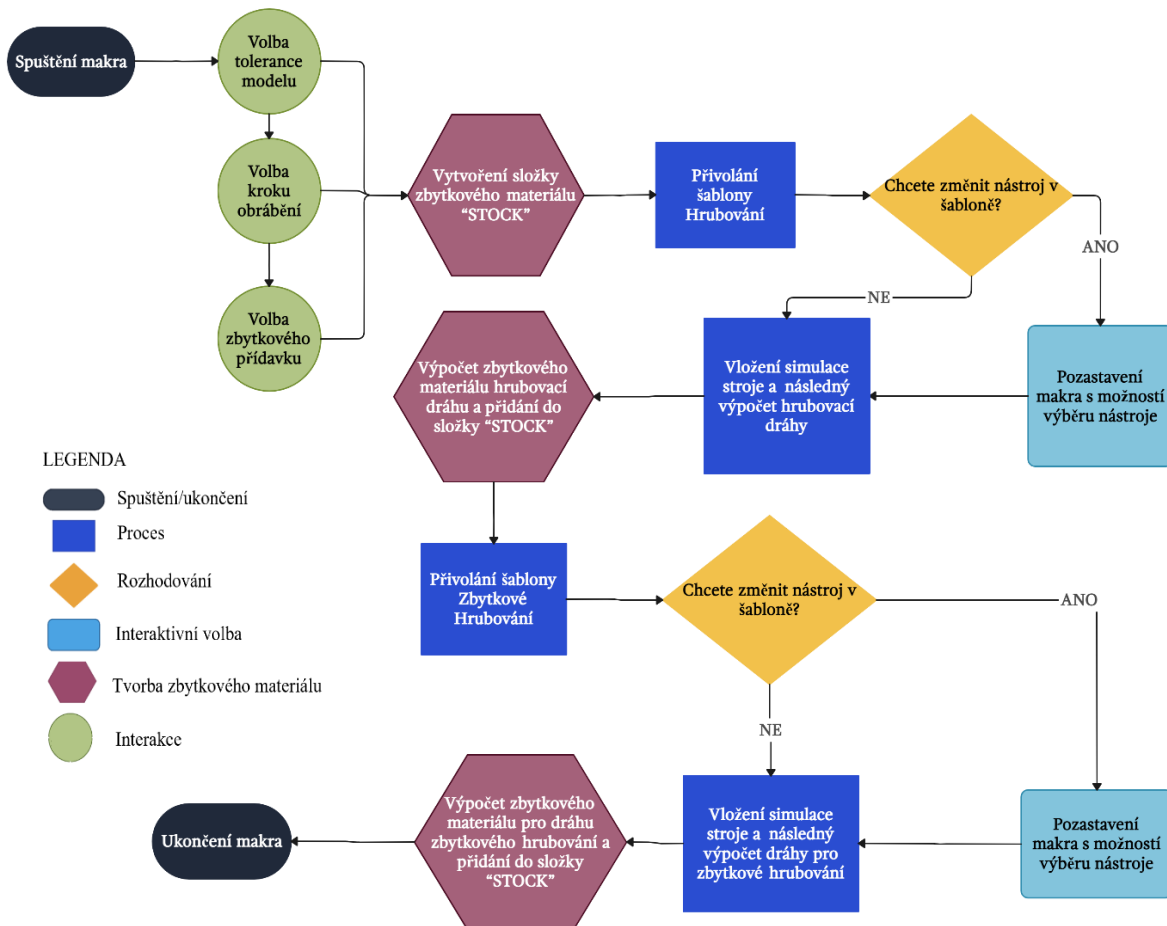 Spuštění makra
Volba
tolerance
modelu
Volba
kroku
obrábění
Volba
zbytkového
přídavku
Vytvoření složky
zbytkového materiálu
“STOCK”
Přivolání
šablony
Hrubování
Chcete změnit nástroj v
šabloně?
ANO
NE
Pozastavení
makra s možností
výběru nástroje
Vložení simulace
stroje a následný
výpočet hrubovací
dráhy
Výpočet zbytkového
materiálu hrubovací
dráhu a přidání do
složky “STOCK”
Přivolání šablony
Zbytkové
Hrubování
Chcete změnit nástroj v
šabloně?
ANO
NE
Pozastavení
makra s možností
výběru nástroje
Vložení simulace
stroje a následný
výpočet dráhy pro
zbytkové hrubování
Výpočet zbytkového
materiálu pro dráhu
zbytkového hrubování a
přidání do složky
“STOCK”
Ukončení makra
LEGENDA
Spuštění/ukončení
Proces
Rozhodování
Interaktivní volba
Tvorba zbytkového materiálu
Interakce